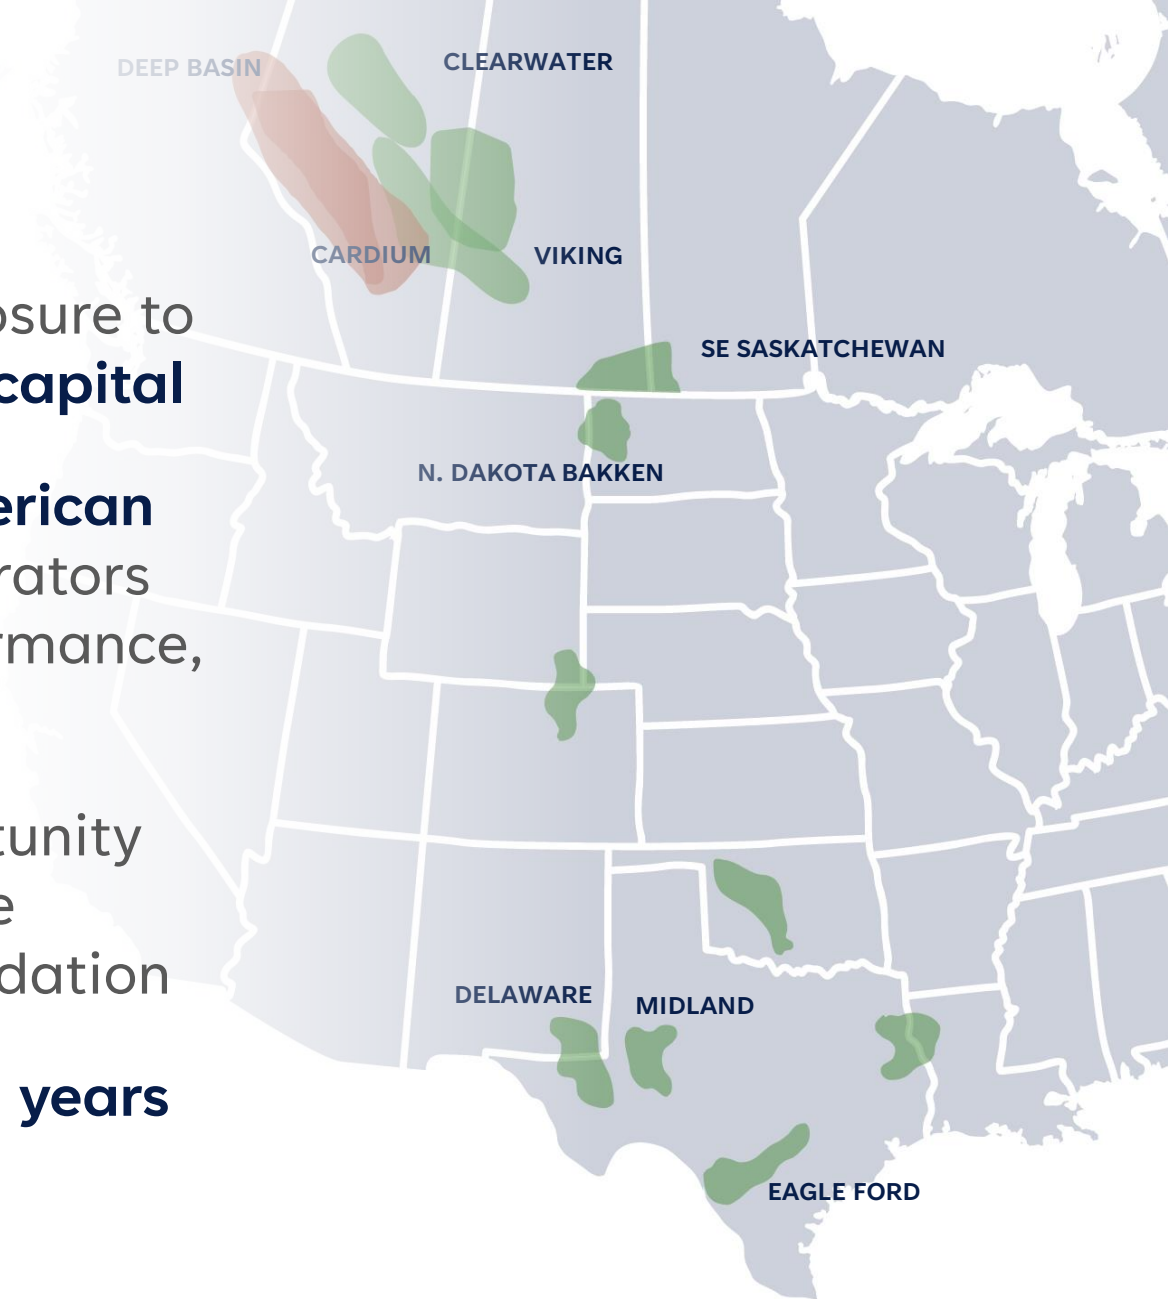 DEEP BASIN
CLEARWATER
CARDIUM
VIKING
osure to
SE SASKATCHEWAN
capital
N. DAKOTA BAKKEN
erican
rators
rmance,
tunity
e
dation
DELAWARE
MIDLAND
years
EAGLE FORD